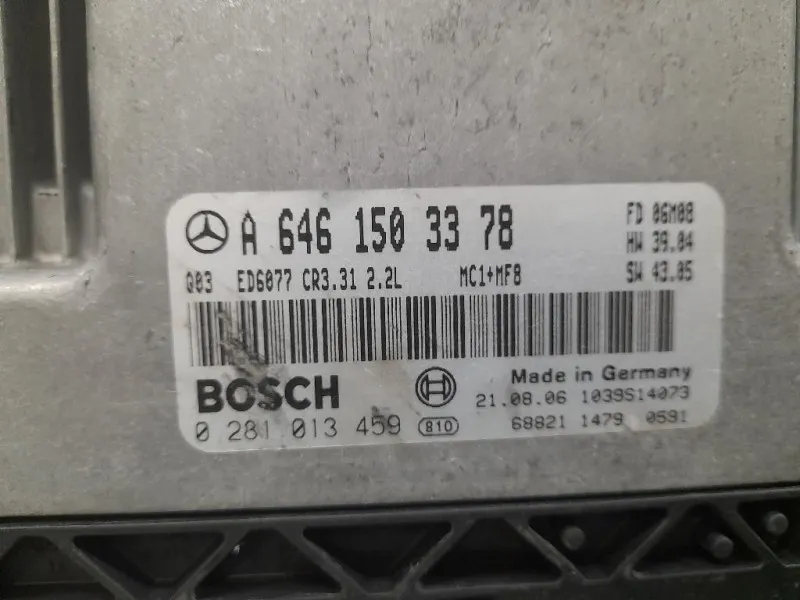 A 646 150 33 78
FD 06M08
HW 39.04
Q03 ED6077 CR3.31 2.2L MC1+MF8 SW 43.05
BOSCH
Made in Germany
21.08.06 1039S14073
0 281 013 459 810
68821 1479 0591